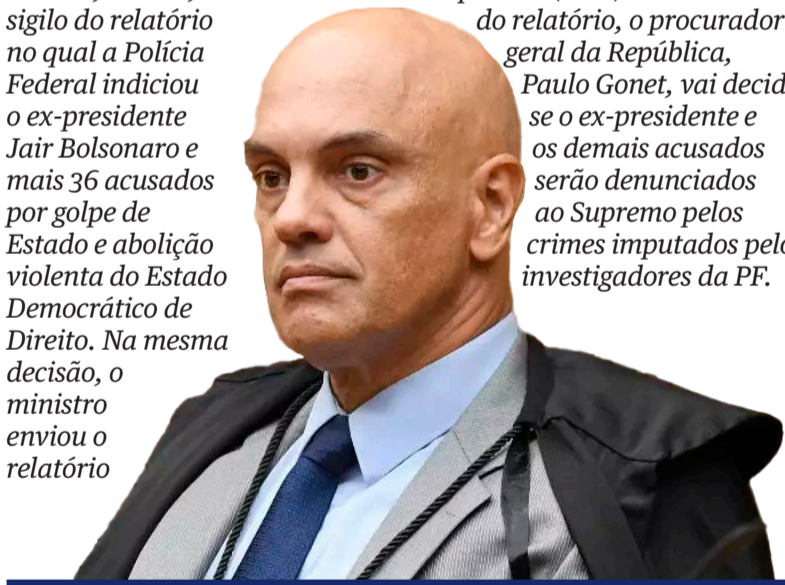 sigilo do relatório
no qual a Polícia
Federal indiciou
o ex-presidente
Jair Bolsonaro e
mais 36 acusados
por golpe de
Estado e abolição
violenta do Estado
Democrático de
Direito. Na mesma
decisão, o
ministro
enviou o
relatório
do relatório, o procurador
geral da República,
Paulo Gonet, vai decid
se o ex-presidente e
os demais acusados
serão denunciados
ao Supremo pelos
crimes imputados pelo
investigadores da PF.